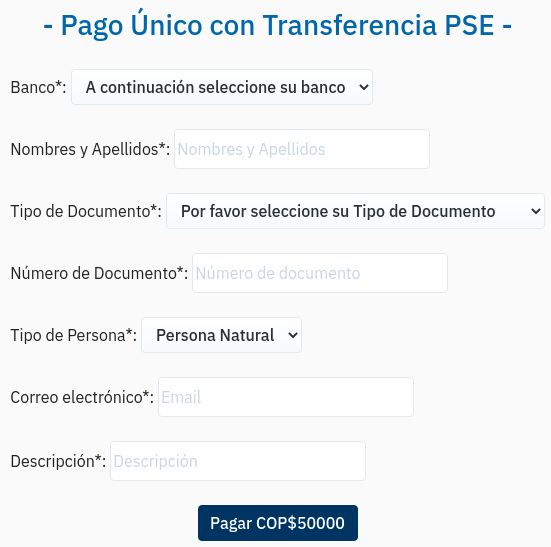 - Pago Único con Transferencia PSE -
Banco*: A continuación seleccione su banco
Nombres y Apellidos*: Nombres y Apellidos
Tipo de Documento*: Por favor seleccione su Tipo de Documento
Número de Documento*: Número de documento
Tipo de Persona*: Persona Natural
Correo electrónico*: Email
Descripción*: Descripción
Pagar COP$50000